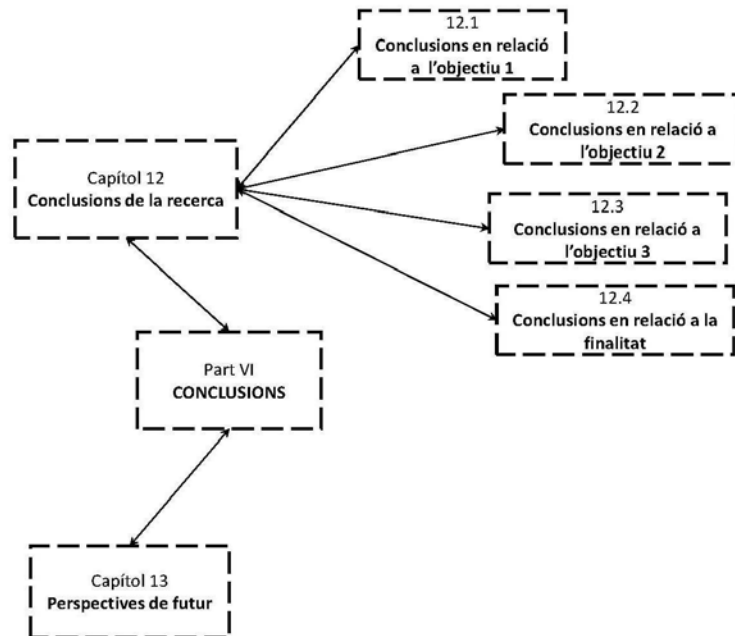 12.1
Conclusions en relació
a l'objectiu 1
12.2
Conclusions en relació a
l'objectiu 2
Capítol 12
Conclusions de la recerca
12.3
Conclusions en relació a
l'objectiu 3
12.4
Conclusions en relació a la
finalitat
Part VI
CONCLUSIONS
Capítol 13
Perspectives de futur